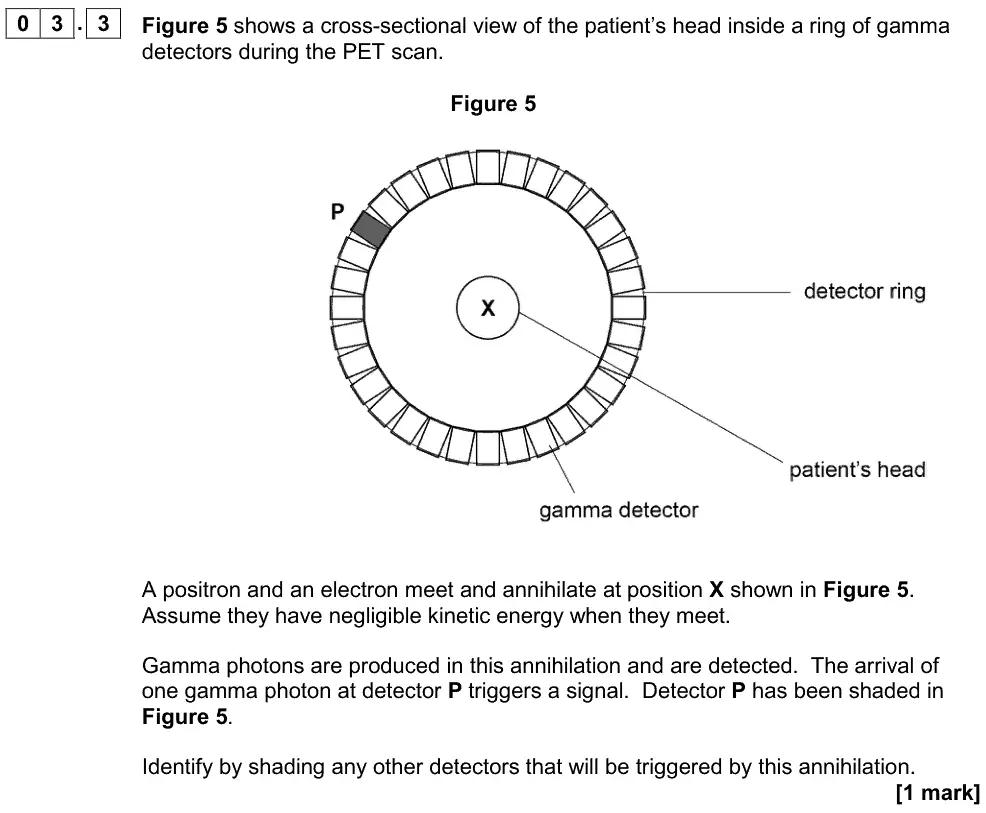 0 3 . 3 Figure 5 shows a cross-sectional view of the patient's head inside a ring of gamma
detectors during the PET scan.
Figure 5
P
X
detector ring
patient's head
gamma detector
A positron and an electron meet and annihilate at position X shown in Figure 5.
Assume they have negligible kinetic energy when they meet.
Gamma photons are produced in this annihilation and are detected. The arrival of
one gamma photon at detector P triggers a signal. Detector P has been shaded in
Figure 5.
Identify by shading any other detectors that will be triggered by this annihilation.
[1 mark]